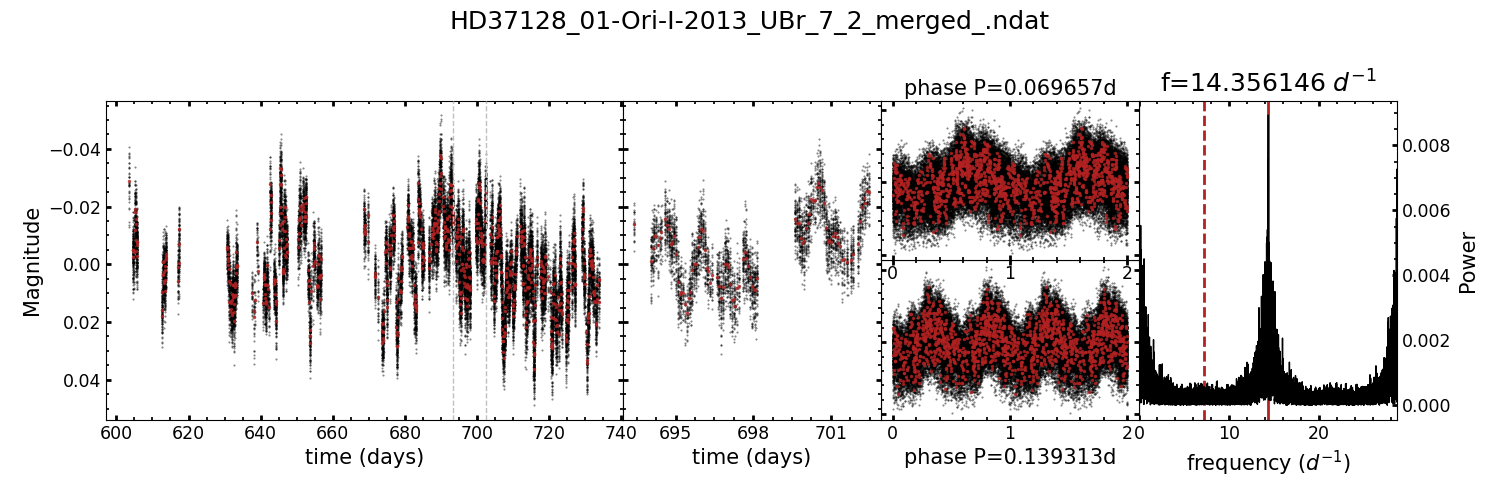 HD37128_01-Ori-I-2013_UBr_7_2_merged_.ndat
phase P=0.069657d
f=14.356146 d⁻¹
−0.04
−0.02
0.00
0.02
0.04
Magnitude
600 620 640 660 680 700 720 740
time (days)
695 698 701
time (days)
0 1 2
0 1 2
phase P=0.139313d
0 10 20
frequency (d⁻¹)
0.008
0.006
0.004
0.002
0.000
Power